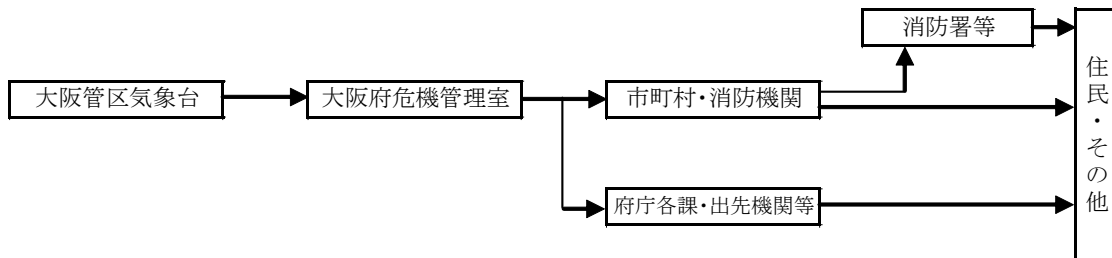 消防署等
大阪管区気象台
大阪府危機管理室
市町村・消防機関
府庁各課・出先機関等
住民・その他